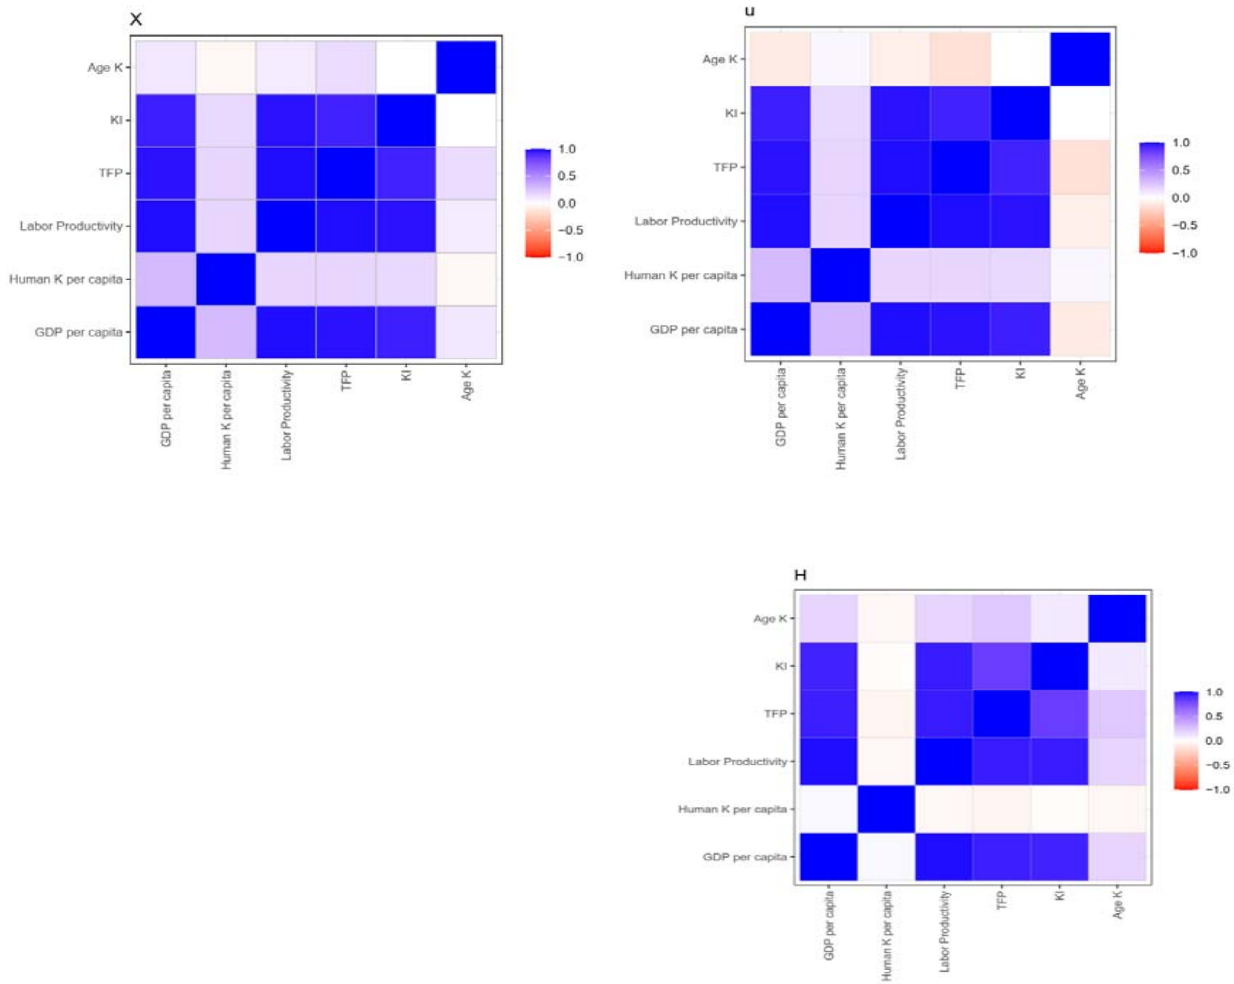 X
Age K
KI
TFP
Labor Productivity
Human K per capita
GDP per capita
GDP per capita
Human K per capita
Labor Productivity
TFP
KI
Age K
1.0
0.5
0.0
−0.5
−1.0
u
Age K
KI
TFP
Labor Productivity
Human K per capita
GDP per capita
GDP per capita
Human K per capita
Labor Productivity
TFP
KI
Age K
1.0
0.5
0.0
−0.5
−1.0
H
Age K
KI
TFP
Labor Productivity
Human K per capita
GDP per capita
GDP per capita
Human K per capita
Labor Productivity
TFP
KI
Age K
1.0
0.5
0.0
−0.5
−1.0